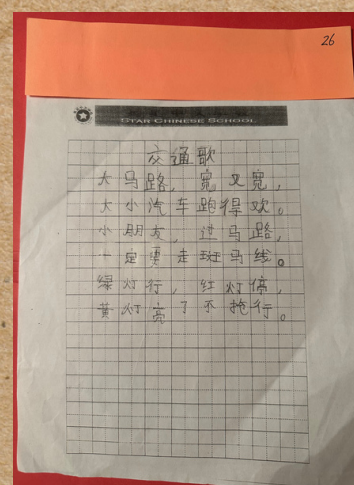 26
STAR CHINESE SCHOOL
交通歌
大马路，宽又宽，
大小汽车跑得欢。
小朋友，过马路，
一定要走斑马线。
绿灯行，红灯停，
黄灯亮了不抢行。